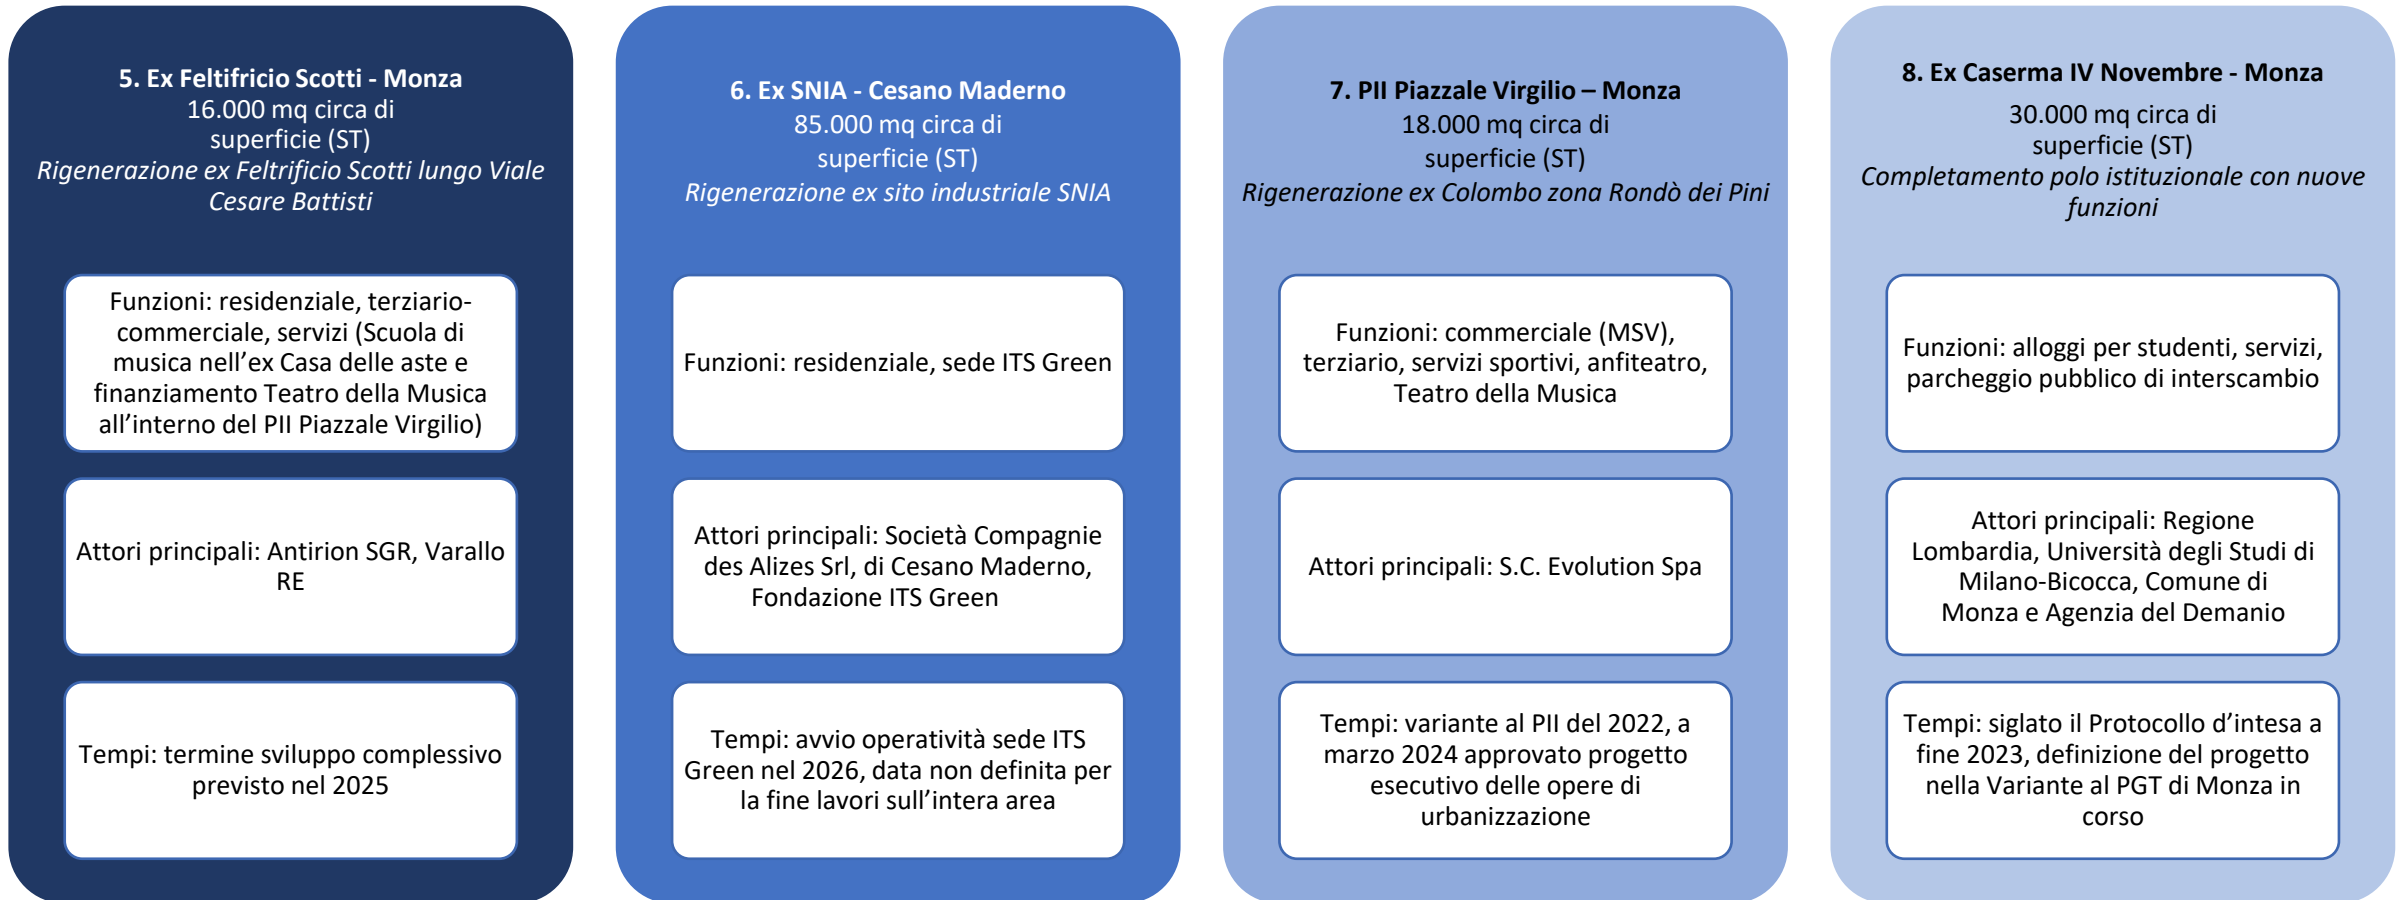 5. Ex Feltifricio Scotti - Monza
16.000 mq circa di
superficie (ST)
Rigenerazione ex Feltrificio Scotti lungo Viale
Cesare Battisti
Funzioni: residenziale, terziario-
commerciale, servizi (Scuola di
musica nell’ex Casa delle aste e
finanziamento Teatro della Musica
all’interno del PII Piazzale Virgilio)
Attori principali: Antirion SGR, Varallo
RE
Tempi: termine sviluppo complessivo
previsto nel 2025
6. Ex SNIA - Cesano Maderno
85.000 mq circa di
superficie (ST)
Rigenerazione ex sito industriale SNIA
Funzioni: residenziale, sede ITS Green
Attori principali: Società Compagnie
des Alizes Srl, di Cesano Maderno,
Fondazione ITS Green
Tempi: avvio operatività sede ITS
Green nel 2026, data non definita per
la fine lavori sull’intera area
7. PII Piazzale Virgilio – Monza
18.000 mq circa di
superficie (ST)
Rigenerazione ex Colombo zona Rondò dei Pini
Funzioni: commerciale (MSV),
terziario, servizi sportivi, anfiteatro,
Teatro della Musica
Attori principali: S.C. Evolution Spa
Tempi: variante al PII del 2022, a
marzo 2024 approvato progetto
esecutivo delle opere di
urbanizzazione
8. Ex Caserma IV Novembre - Monza
30.000 mq circa di
superficie (ST)
Completamento polo istituzionale con nuove
funzioni
Funzioni: alloggi per studenti, servizi,
parcheggio pubblico di interscambio
Attori principali: Regione
Lombardia, Università degli Studi di
Milano-Bicocca, Comune di
Monza e Agenzia del Demanio
Tempi: siglato il Protocollo d’intesa a
fine 2023, definizione del progetto
nella Variante al PGT di Monza in
corso